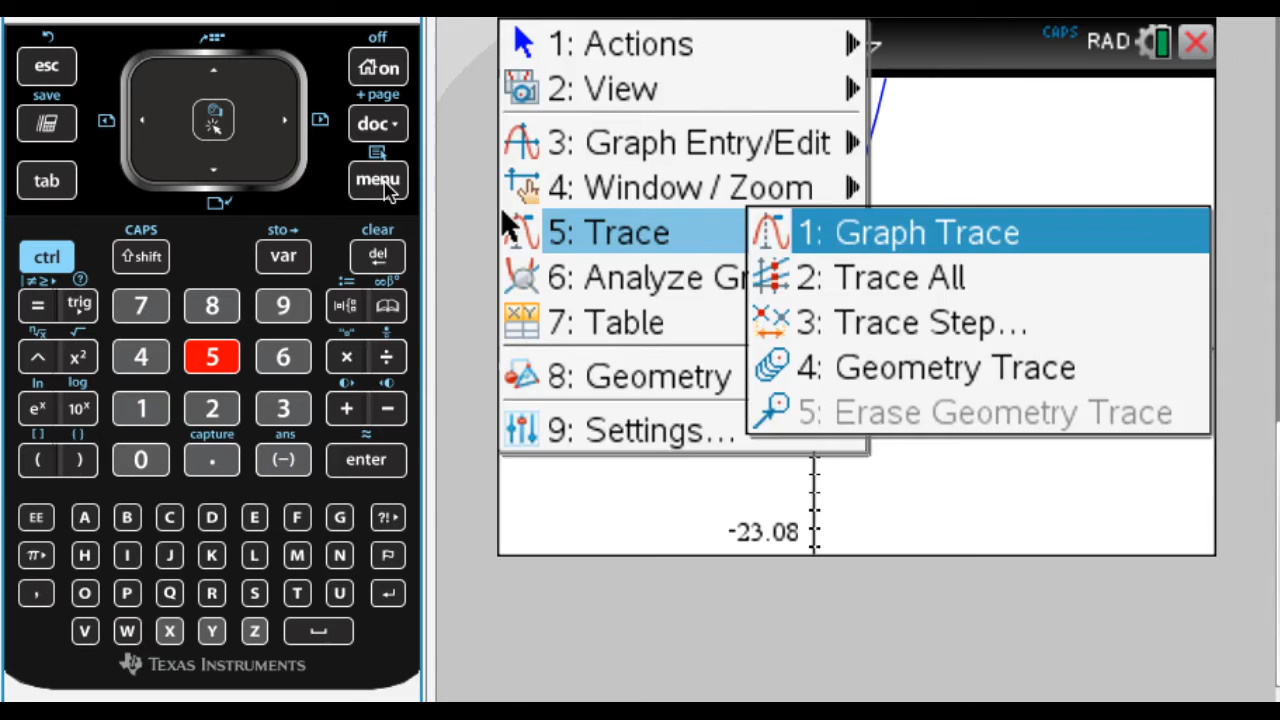 off
esc
on
save
+ page
doc
tab
menu
CAPS
sto→
clear
ctrl
⇧shift
var
del
|≠≥▸
?
:=
∞β°
=
trig
7
8
9
|□|{□
ⁿ√x
√
"□"
÷
^
x²
4
5
6
×
÷
ln
log
eˣ
10ˣ
1
2
3
+
−
[ ]
{ }
capture
ans
≈
(
)
0
.
(−)
enter
EE
A
B
C
D
E
F
G
?!▸
π▸
H
I
J
K
L
M
N
,
O
P
Q
R
S
T
U
V
W
X
Y
Z
TEXAS INSTRUMENTS
1: Actions
2: View
3: Graph Entry/Edit
4: Window / Zoom
5: Trace
6: Analyze Gr
7: Table
8: Geometry
9: Settings...
1: Graph Trace
2: Trace All
3: Trace Step...
4: Geometry Trace
5: Erase Geometry Trace
CAPS
RAD
-23.08